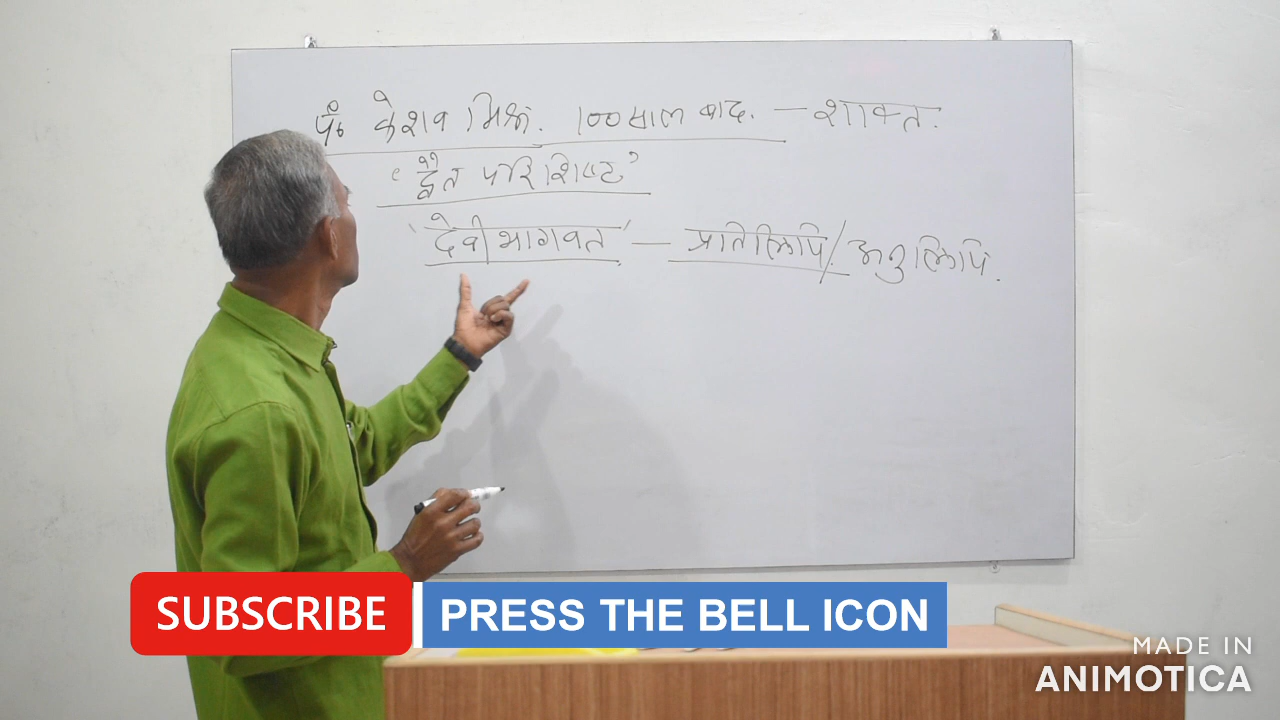 पं० केशव मिश्र. 100 साल बाद. — शाक्त.
'द्वैत परिशिष्ट'
'देवी भागवत' — प्रतिलिपि/अनुलिपि.
SUBSCRIBE PRESS THE BELL ICON
MADE IN
ANIMOTICA